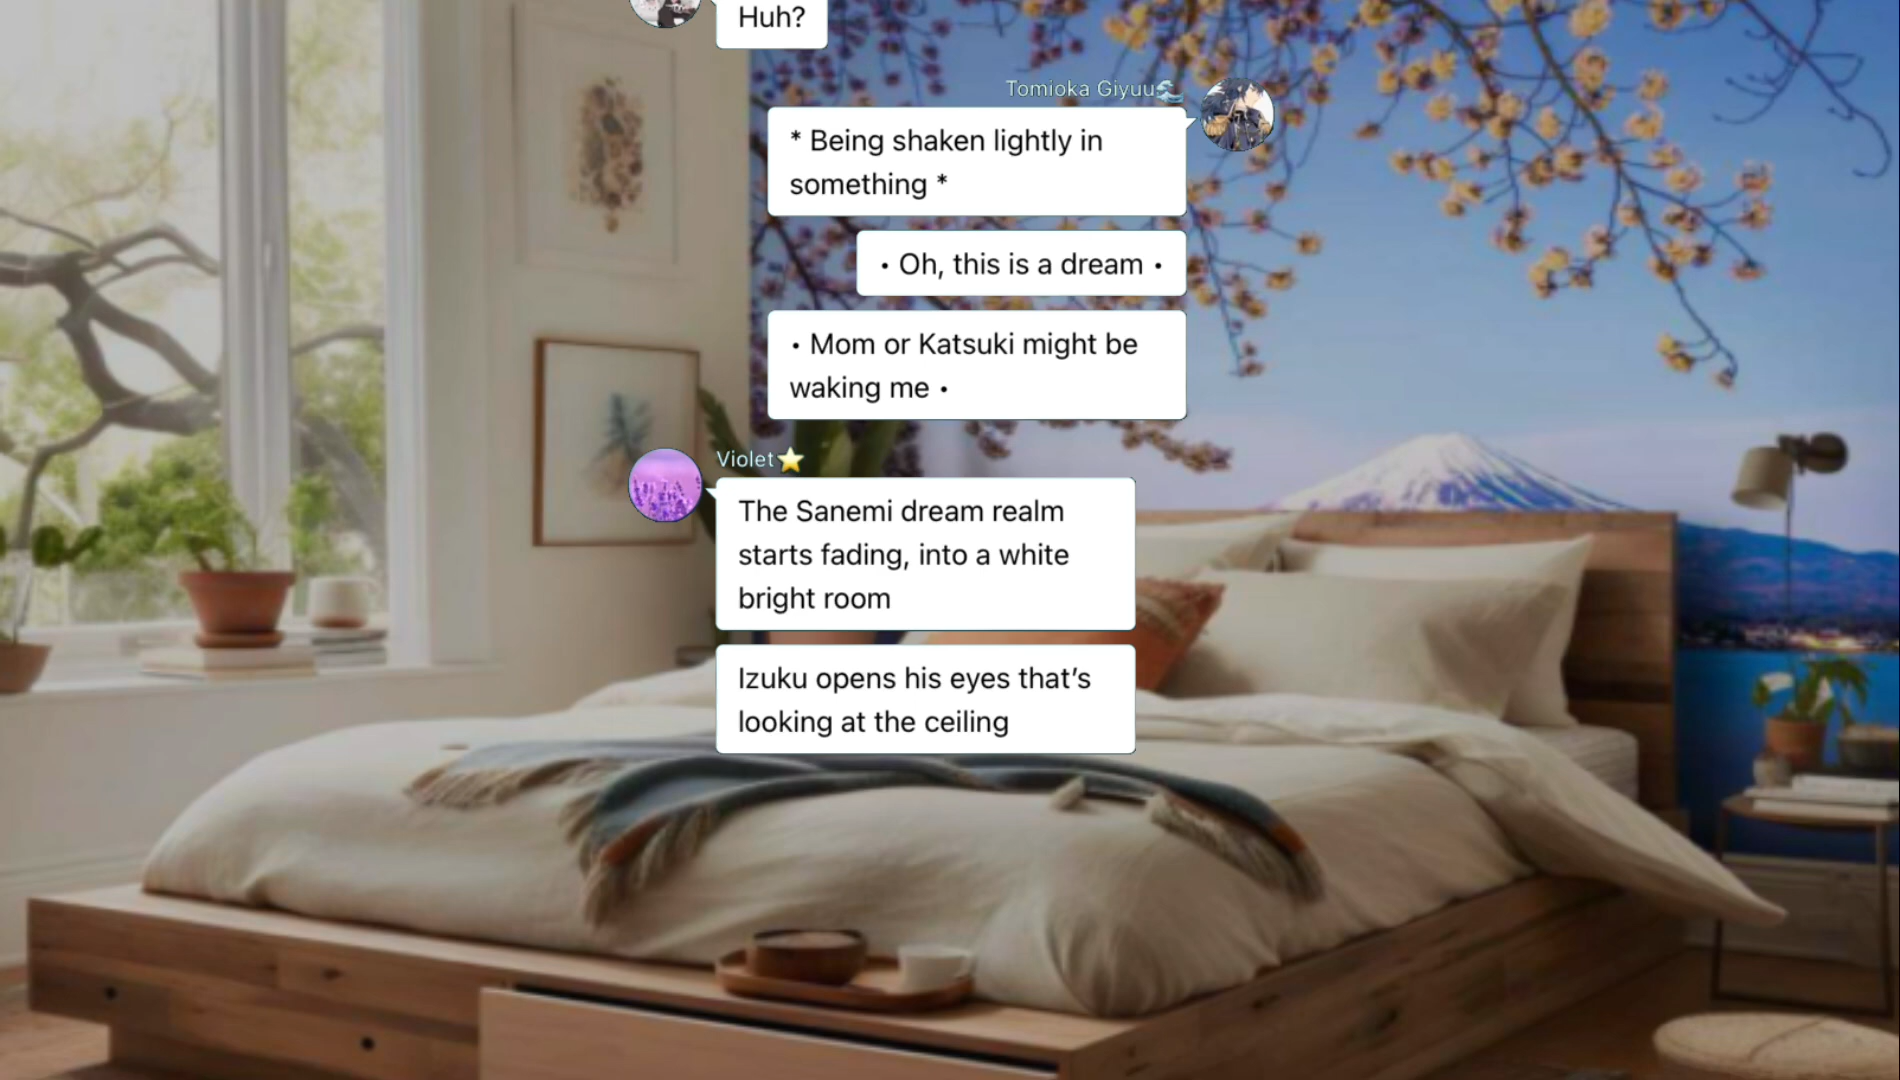 Huh?
Tomioka Giyuu🌊
* Being shaken lightly in
something *
• Oh, this is a dream •
• Mom or Katsuki might be
waking me •
Violet⭐
The Sanemi dream realm
starts fading, into a white
bright room
Izuku opens his eyes that’s
looking at the ceiling